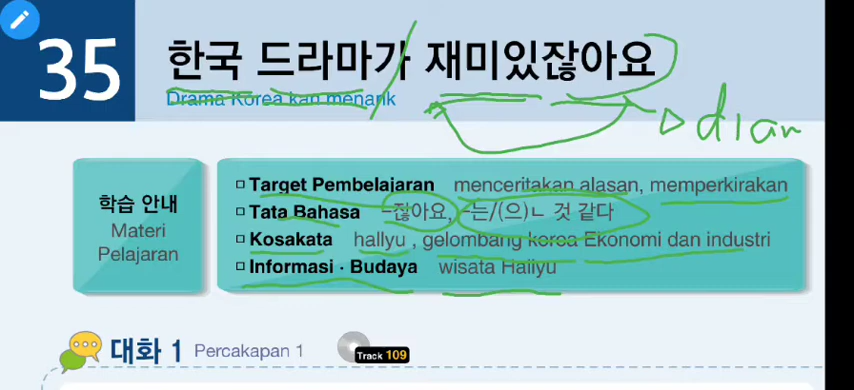 35
한국 드라마가 재미있잖아요
Drama Korea kan menarik
dian
학습 안내
Materi
Pelajaran
□ Target Pembelajaran menceritakan alasan, memperkirakan
□ Tata Bahasa -잖아요, -는/(으)ㄴ 것 같다
□ Kosakata hallyu , gelombang korea Ekonomi dan industri
□ Informasi · Budaya wisata Hallyu
대화 1 Percakapan 1
Track 109